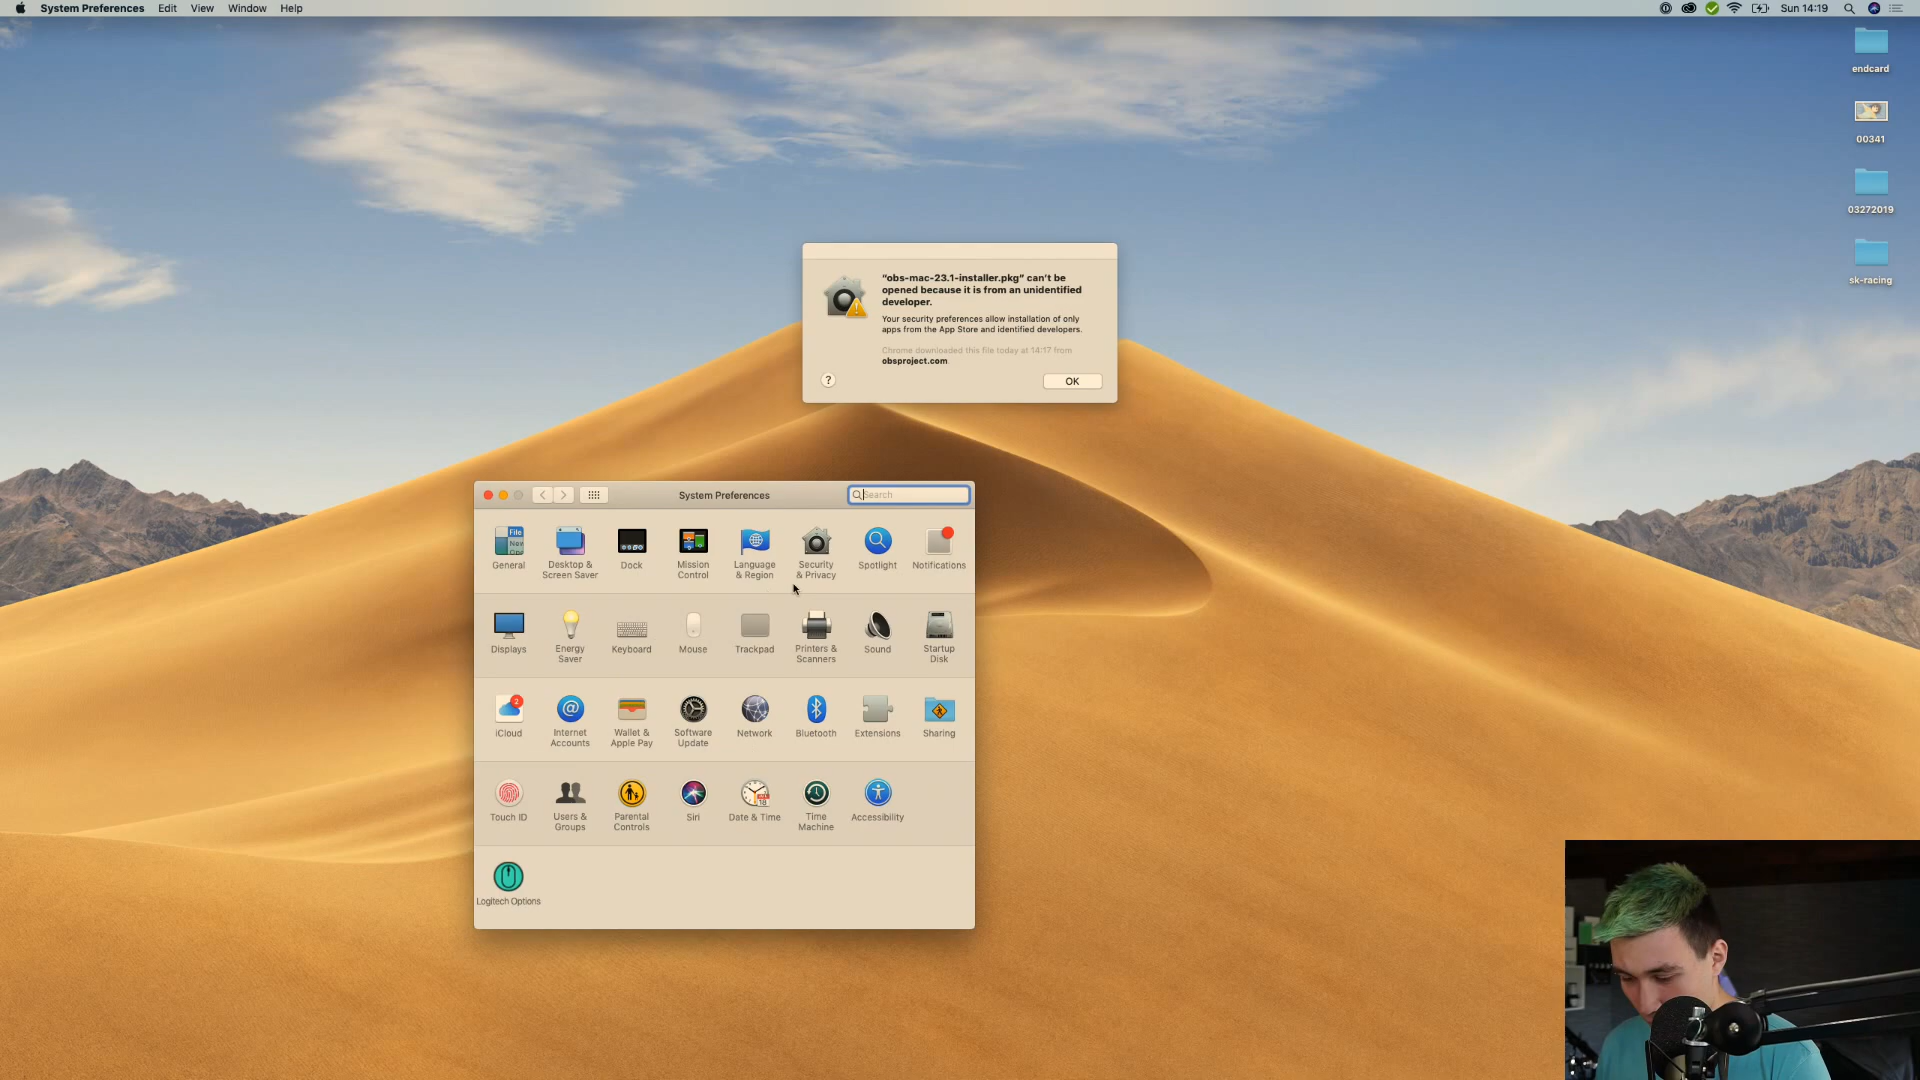 System Preferences Edit View Window Help
Sun 14:19
endcard
00341
03272019
sk-racing
"obs-mac-23.1-installer.pkg" can't be
opened because it is from an unidentified
developer.
Your security preferences allow installation of only
apps from the App Store and identified developers.
Chrome downloaded this file today at 14:17 from
obsproject.com
?
OK
System Preferences
Search
General
Desktop &
Screen Saver
Dock
Mission
Control
Language
& Region
Security
& Privacy
Spotlight
Notifications
Displays
Energy
Saver
Keyboard
Mouse
Trackpad
Printers &
Scanners
Sound
Startup
Disk
2
iCloud
Internet
Accounts
Wallet &
Apple Pay
Software
Update
Network
Bluetooth
Extensions
Sharing
Touch ID
Users &
Groups
Parental
Controls
Siri
Date & Time
Time
Machine
Accessibility
Logitech Options